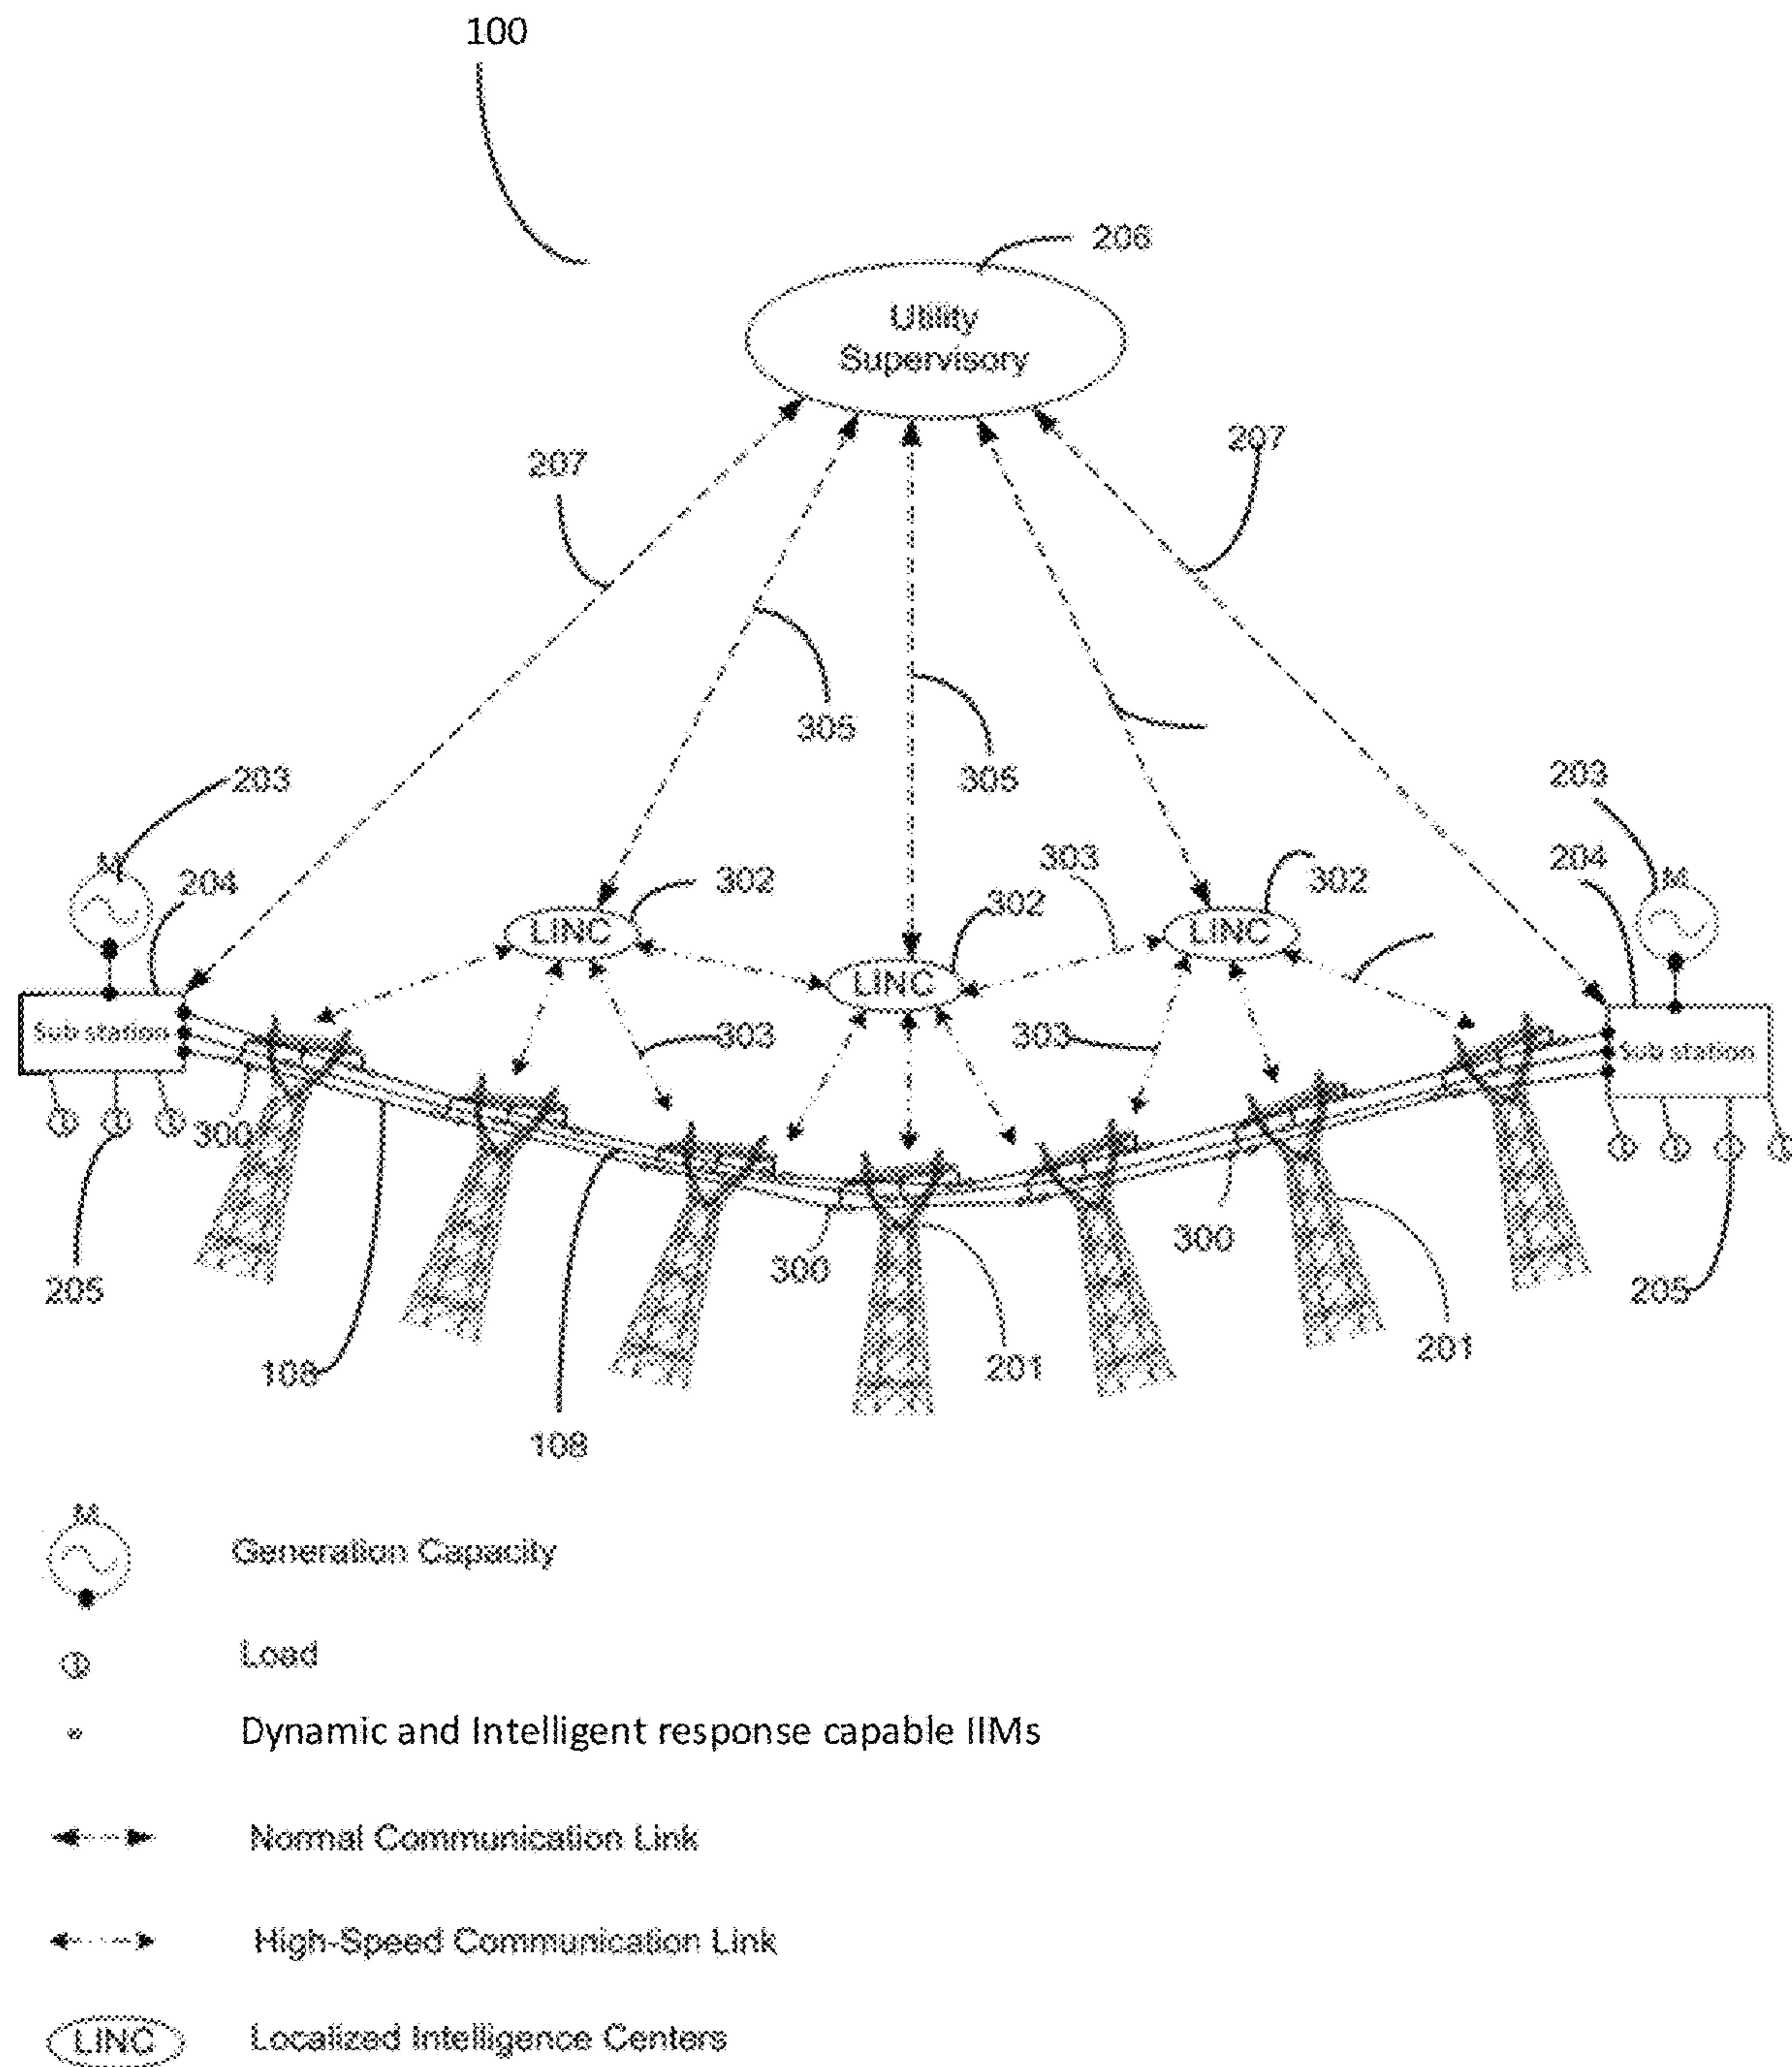 100
206
Utility
Supervisory
207
207
305
305
203
203
M
204
302
302
303
302
204
M
LINC
LINC
LINC
Sub station
303
303
Sub station
300
300
300
205
201
201
205
108
108
M
Generation Capacity
Load
Dynamic and Intelligent response capable IIMs
Normal Communication Link
High-Speed Communication Link
LINC
Localized Intelligence Centers